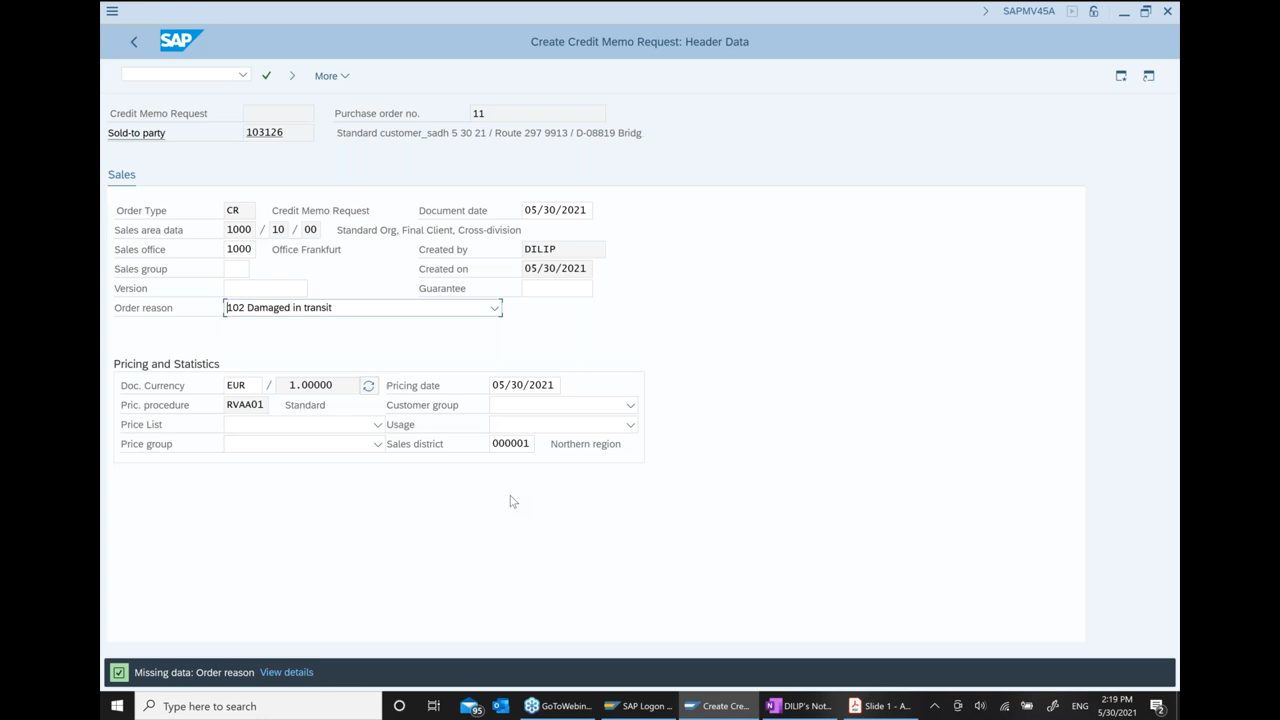 SAPMV45A
SAP
Create Credit Memo Request: Header Data
More
Credit Memo Request
Purchase order no. 11
Sold-to party 103126 Standard customer_sadh 5 30 21 / Route 297 9913 / D-08819 Bridg
Sales
Order Type CR Credit Memo Request Document date 05/30/2021
Sales area data 1000 / 10 / 00 Standard Org, Final Client, Cross-division
Sales office 1000 Office Frankfurt Created by DILIP
Sales group Created on 05/30/2021
Version Guarantee
Order reason 102 Damaged in transit
Pricing and Statistics
Doc. Currency EUR / 1.00000 Pricing date 05/30/2021
Pric. procedure RVAA01 Standard Customer group
Price List Usage
Price group Sales district 000001 Northern region
Missing data: Order reason View details
Type here to search 95 GoToWebin... SAP Logon ... Create Cre... DILIP's Not... Slide 1 - A... ENG 2:19 PM 5/30/2021 2